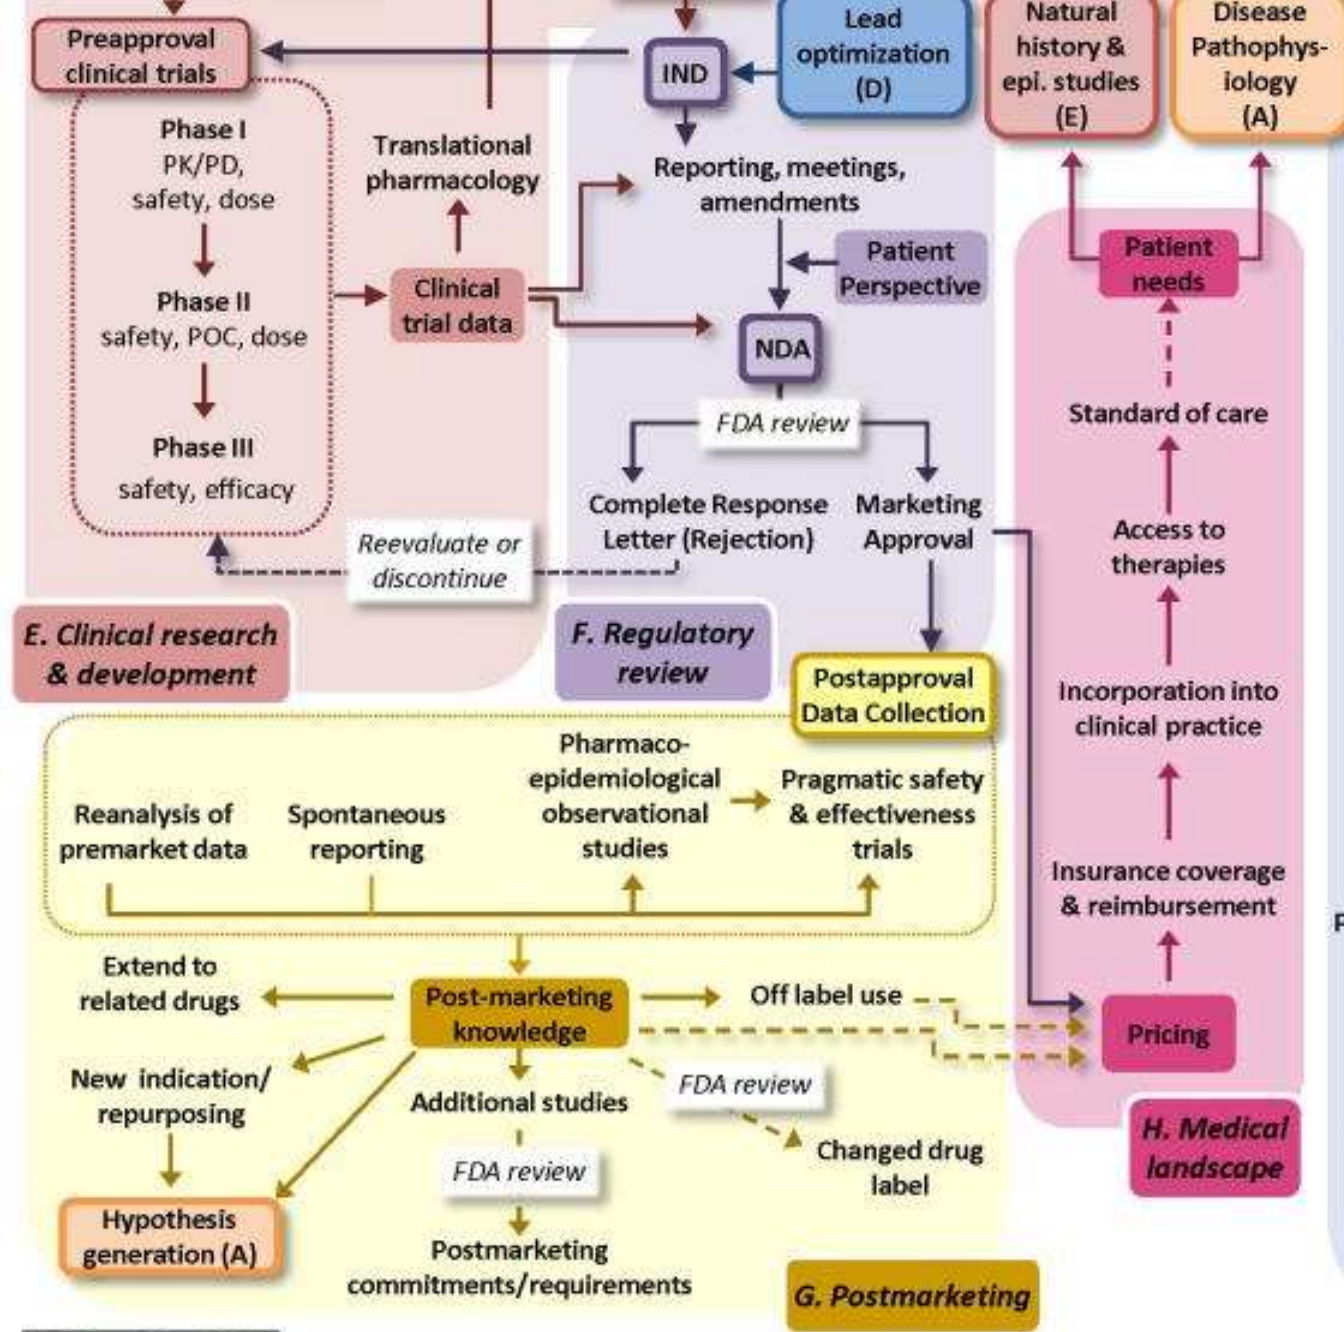 Preapproval
clinical trials
IND
Lead
optimization
(D)
Natural
history &
epi. studies
(E)
Disease
Pathophys-
iology
(A)
Phase I
PK/PD,
safety, dose
Phase II
safety, POC, dose
Phase III
safety, efficacy
Translational
pharmacology
Clinical
trial data
Reporting, meetings,
amendments
Patient
Perspective
NDA
FDA review
Complete Response
Letter (Rejection)
Marketing
Approval
Reevaluate or
discontinue
E. Clinical research
& development
F. Regulatory
review
Patient
needs
Standard of care
Access to
therapies
Incorporation into
clinical practice
Insurance coverage
& reimbursement
Pricing
H. Medical
landscape
Postapproval
Data Collection
Reanalysis of
premarket data
Spontaneous
reporting
Pharmaco-
epidemiological
observational
studies
Pragmatic safety
& effectiveness
trials
Extend to
related drugs
Post-marketing
knowledge
Off label use
New indication/
repurposing
Additional studies
FDA review
Changed drug
label
FDA review
Hypothesis
generation (A)
Postmarketing
commitments/requirements
G. Postmarketing